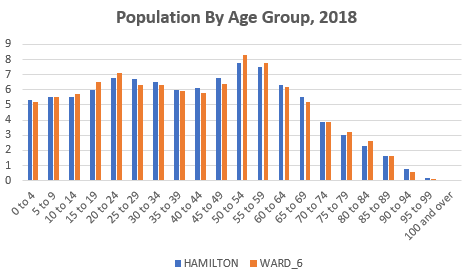 Population By Age Group, 2018
9
8
7
6
5
4
3
2
1
0
0 to 4
5 to 9
10 to 14
15 to 19
20 to 24
25 to 29
30 to 34
35 to 39
40 to 44
45 to 49
50 to 54
55 to 59
60 to 64
65 to 69
70 to 74
75 to 79
80 to 84
85 to 89
90 to 94
95 to 99
100 and over
HAMILTON WARD_6